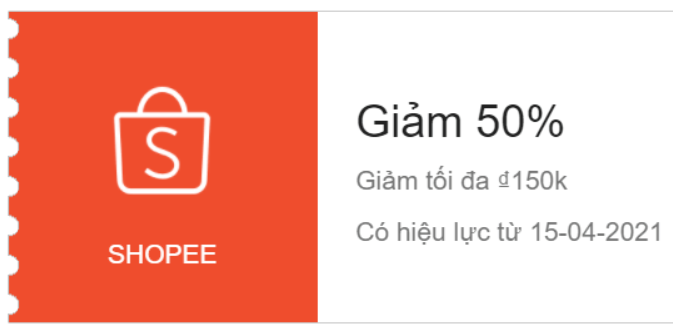 S
SHOPEE
Giảm 50%
Giảm tối đa ₫150k
Có hiệu lực từ 15-04-2021